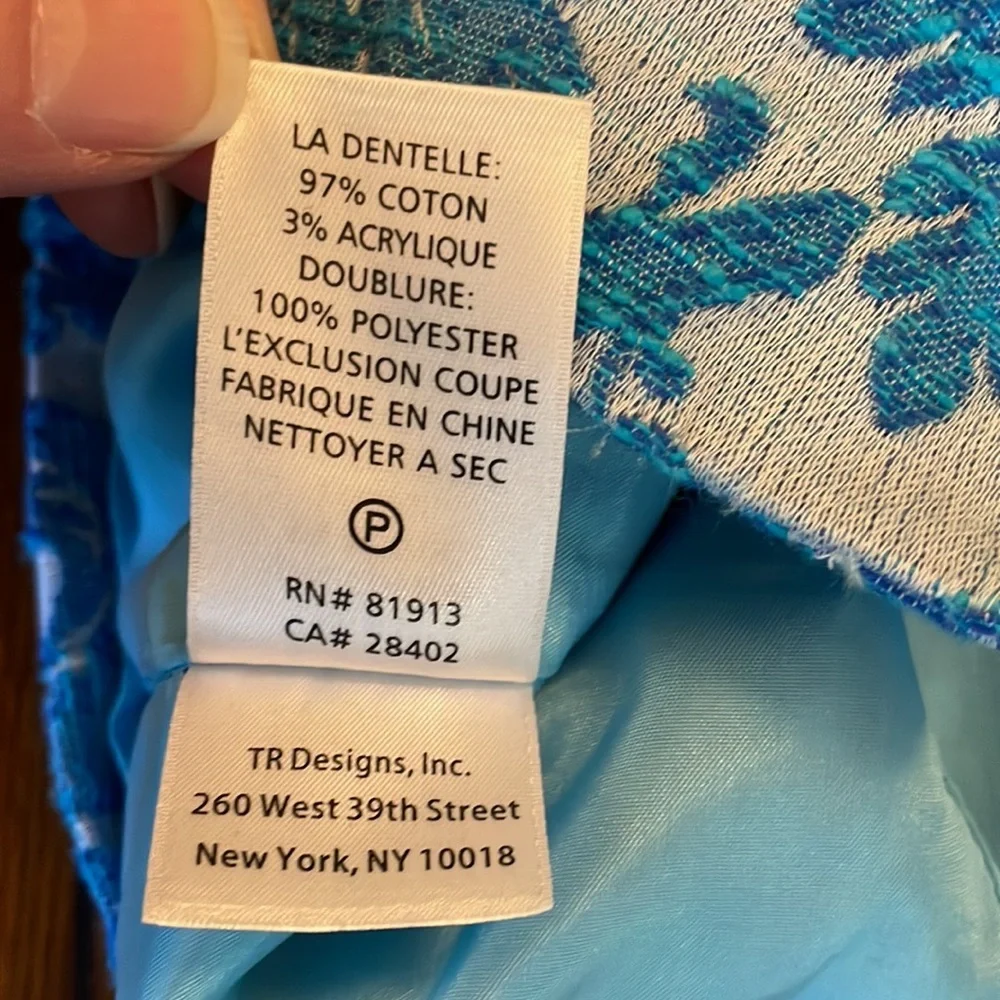 LA DENTELLE:
97% COTON
3% ACRYLIQUE
DOUBLURE:
100% POLYESTER
L'EXCLUSION COUPE
FABRIQUE EN CHINE
NETTOYER A SEC
P
RN# 81913
CA# 28402
TR Designs, Inc.
260 West 39th Street
New York, NY 10018